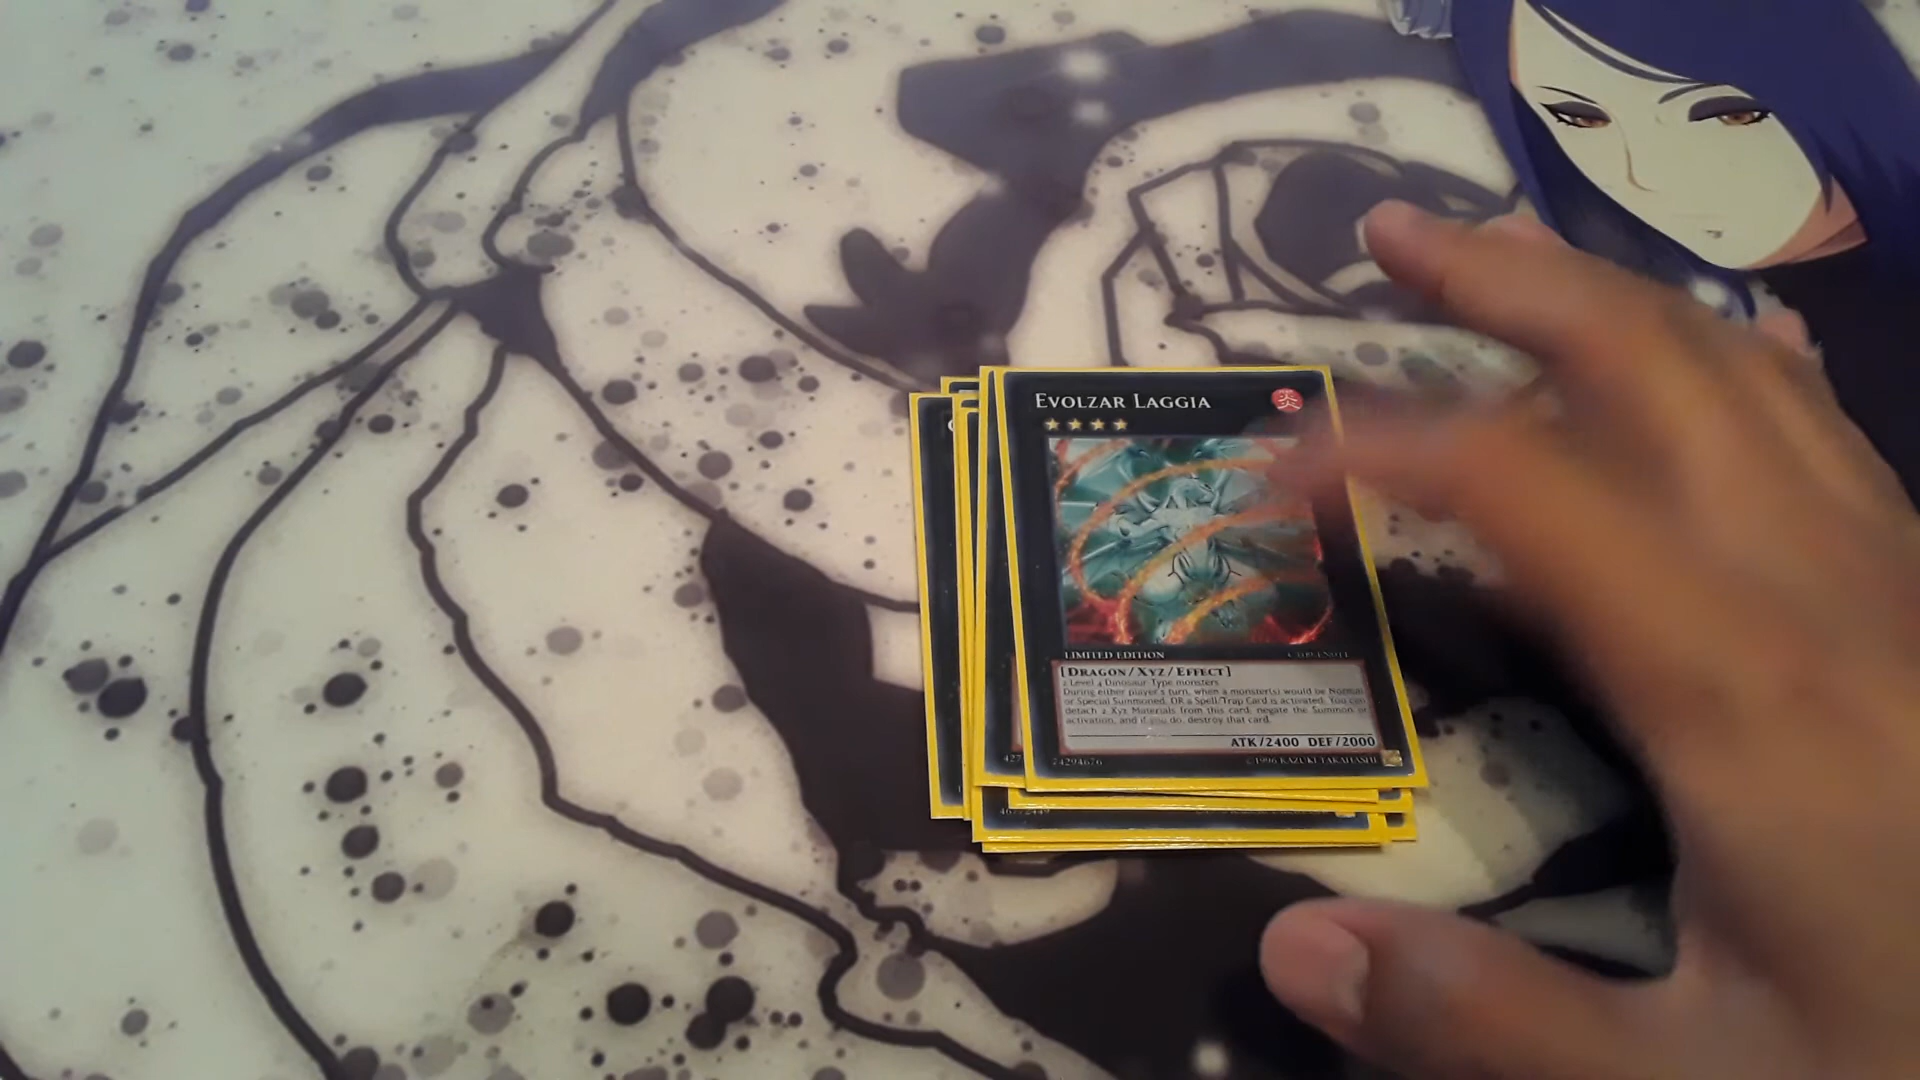 EVOLZAR LAGGIA
炎
LIMITED EDITION
[DRAGON/XYZ/EFFECT]
2 Level 4 Dinosaur-Type monsters
During either player's turn, when a monster(s) would be Normal
or Special Summoned, OR a Spell/Trap Card is activated: You can
detach 2 Xyz Materials from this card; negate the Summon or
activation, and if you do, destroy that card.
ATK/2400 DEF/2000
427
74294676
©1996 KAZUKI TAKAHASHI